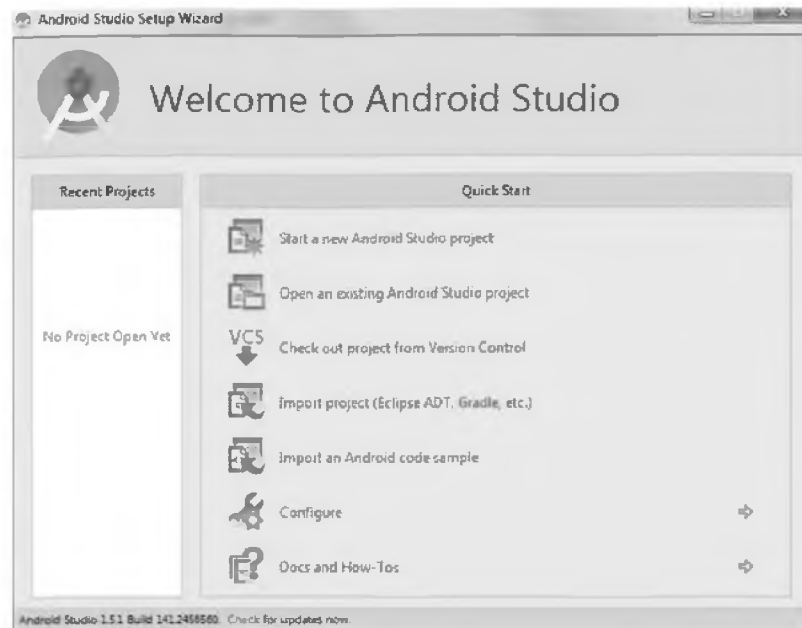 Android Studio Setup Wizard
Welcome to Android Studio
Recent Projects
No Project Open Yet
Quick Start
Start a new Android Studio project
Open an existing Android Studio project
VCS
Check out project from Version Control
Import project (Eclipse ADT, Gradle, etc.)
Import an Android code sample
Configure
Docs and How-Tos
Android Studio 1.5.1 Build 141.2456560. Check for updates now.